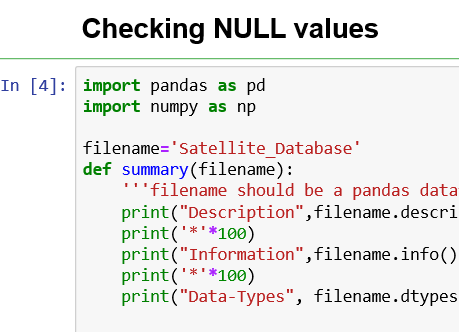 Checking NULL values
In [4]: import pandas as pd
import numpy as np
filename='Satellite_Database'
def summary(filename):
'''filename should be a pandas data
print("Description",filename.descri
print('*'*100)
print("Information",filename.info()
print('*'*100)
print("Data-Types", filename.dtypes